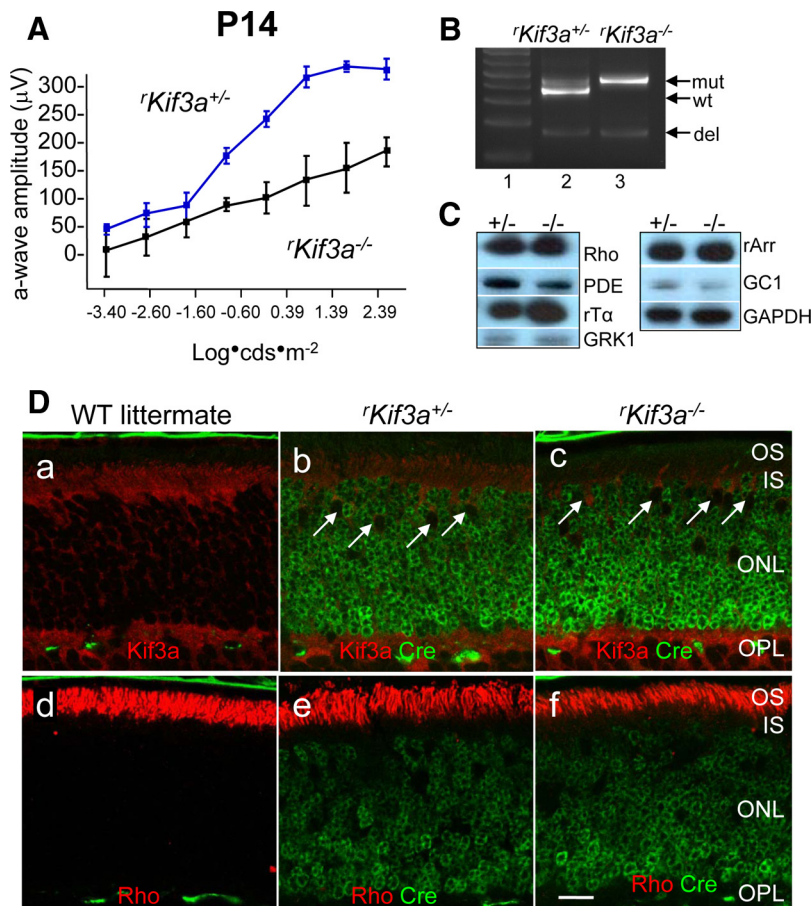 A
P14
a-wave amplitude (µV)
300
250
200
150
100
50
0
rKif3a+/-
rKif3a-/-
-3.40 -2.60 -1.60 -0.60 0.39 1.39 2.39
Log•cds•m-2
B
rKif3a+/- rKif3a-/-
mut
wt
del
1 2 3
C
+/- -/-
Rho
PDE
rTα
GRK1
+/- -/-
rArr
GC1
GAPDH
D
WT littermate rKif3a+/- rKif3a-/-
a b c
OS
IS
ONL
OPL
Kif3a Kif3a Cre Kif3a Cre
d e f
OS
IS
ONL
OPL
Rho Rho Cre Rho Cre